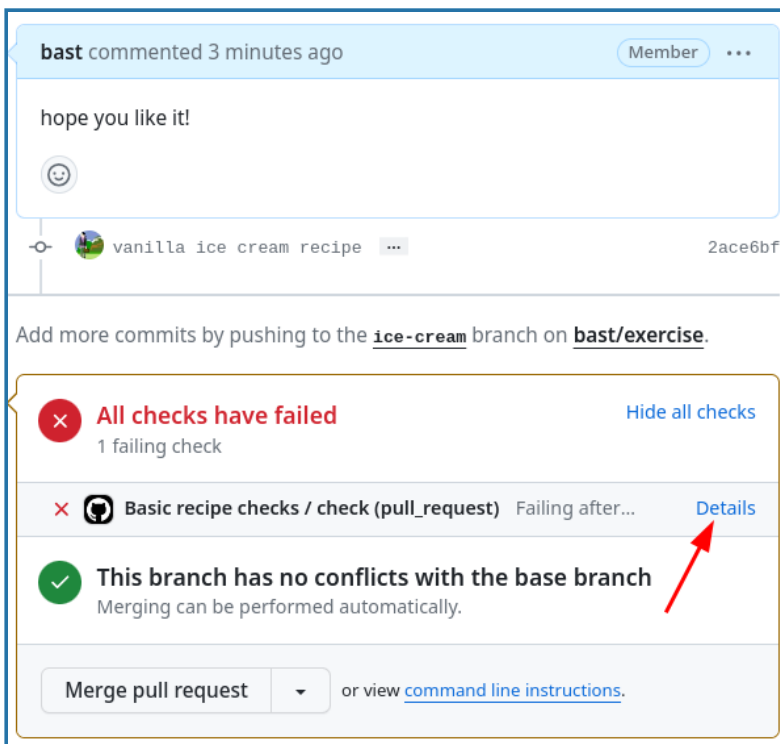 bast commented 3 minutes ago Member ...
hope you like it!
vanilla ice cream recipe ... 2ace6bf
Add more commits by pushing to the ice-cream branch on bast/exercise.
All checks have failed Hide all checks
1 failing check
Basic recipe checks / check (pull_request) Failing after... Details
This branch has no conflicts with the base branch
Merging can be performed automatically.
Merge pull request or view command line instructions.